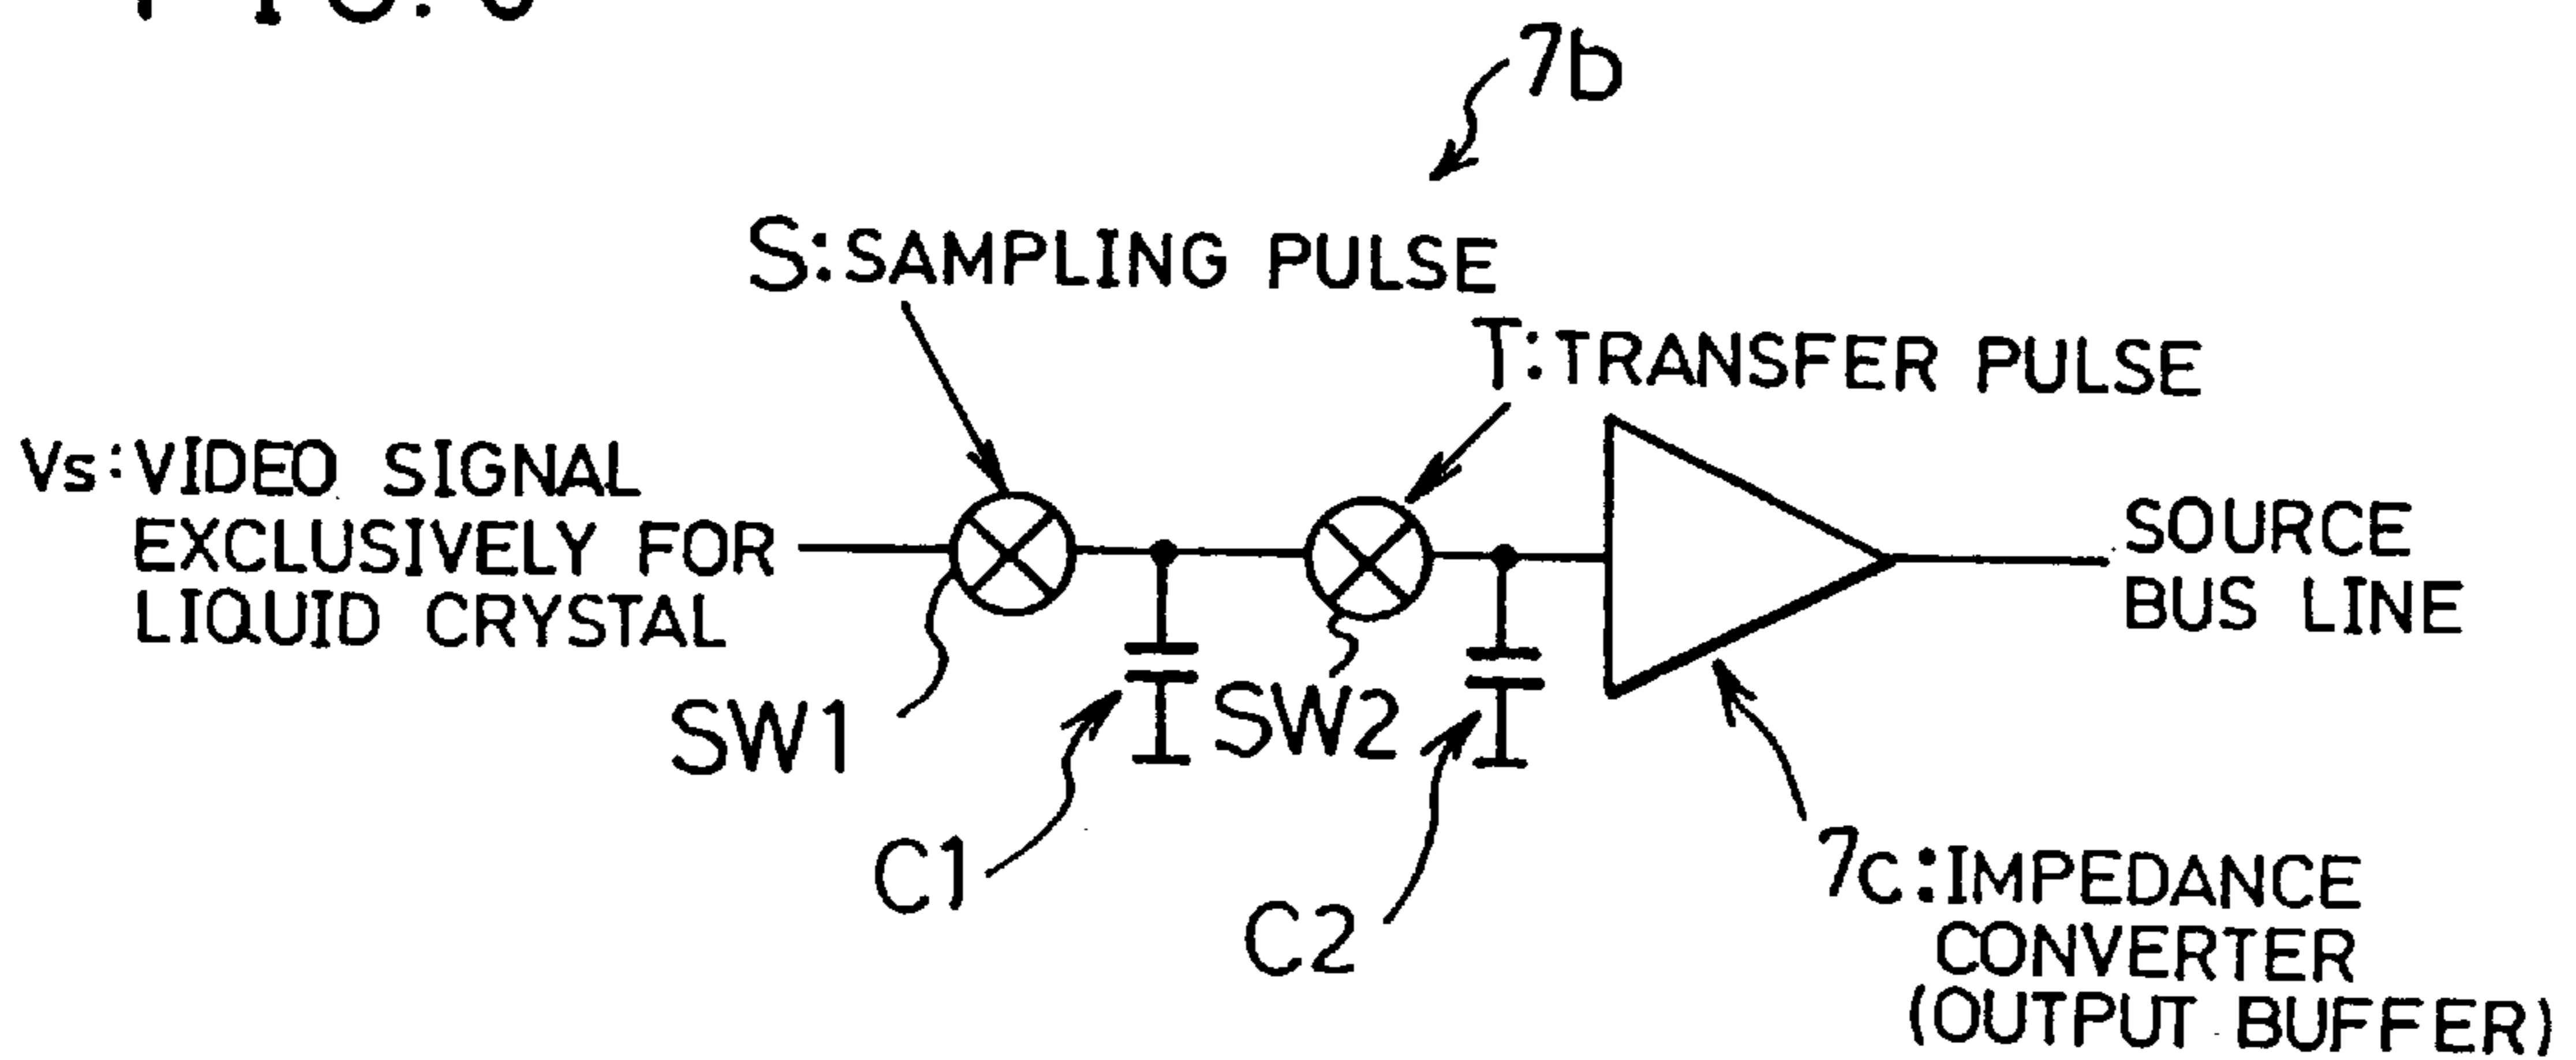 7b
S:SAMPLING PULSE
T:TRANSFER PULSE
Vs:VIDEO SIGNAL
EXCLUSIVELY FOR
LIQUID CRYSTAL
SOURCE
BUS LINE
SW1
SW2
C1
C2
7c:IMPEDANCE
CONVERTER
(OUTPUT BUFFER)